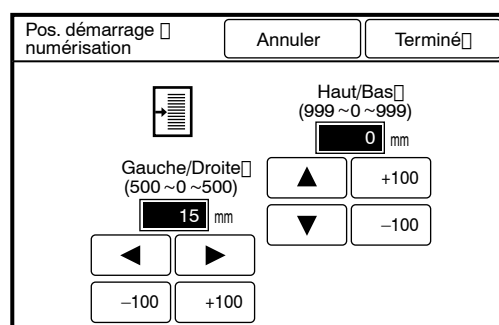 Pos. démarrage
numérisation
Annuler
Terminé
Haut/Bas
(999 ~0 ~999)
0 mm
Gauche/Droite
(500 ~0 ~500)
15 mm
+100
−100
−100
+100